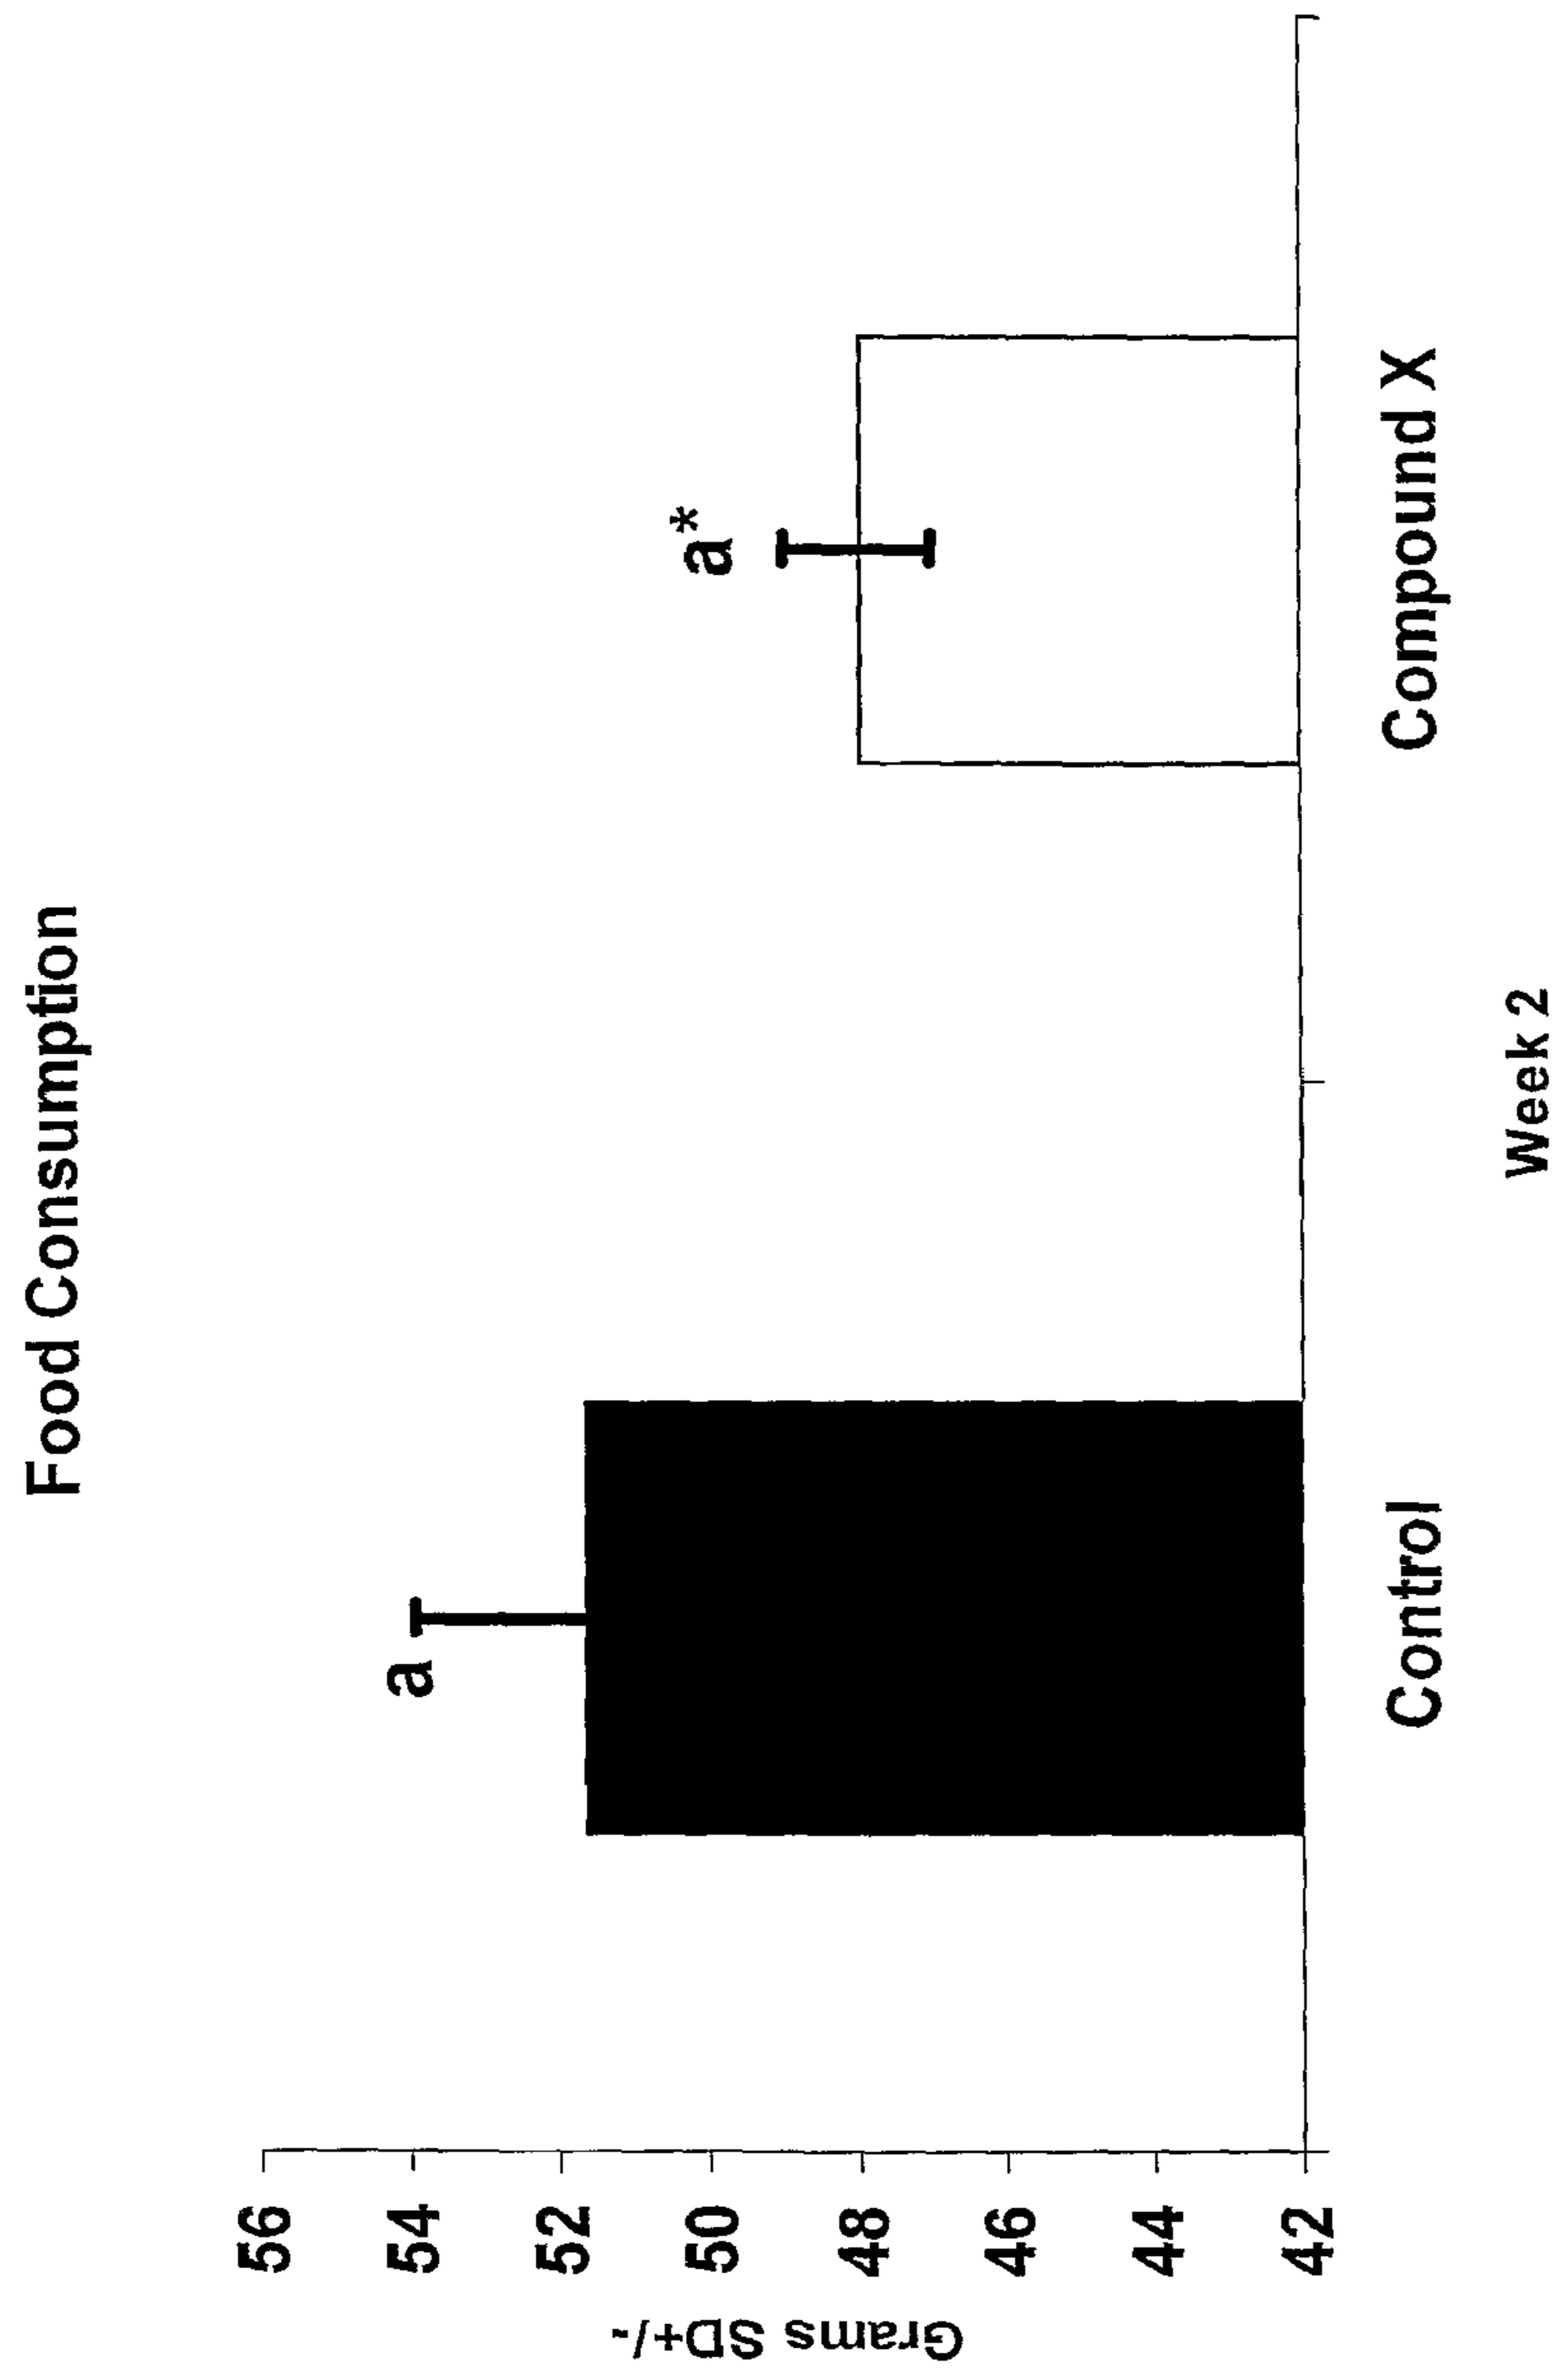 Food Consumption
Grams SD+/-
56
54
52
50
48
46
44
42
a
a*
Control
Compound X
Week 2